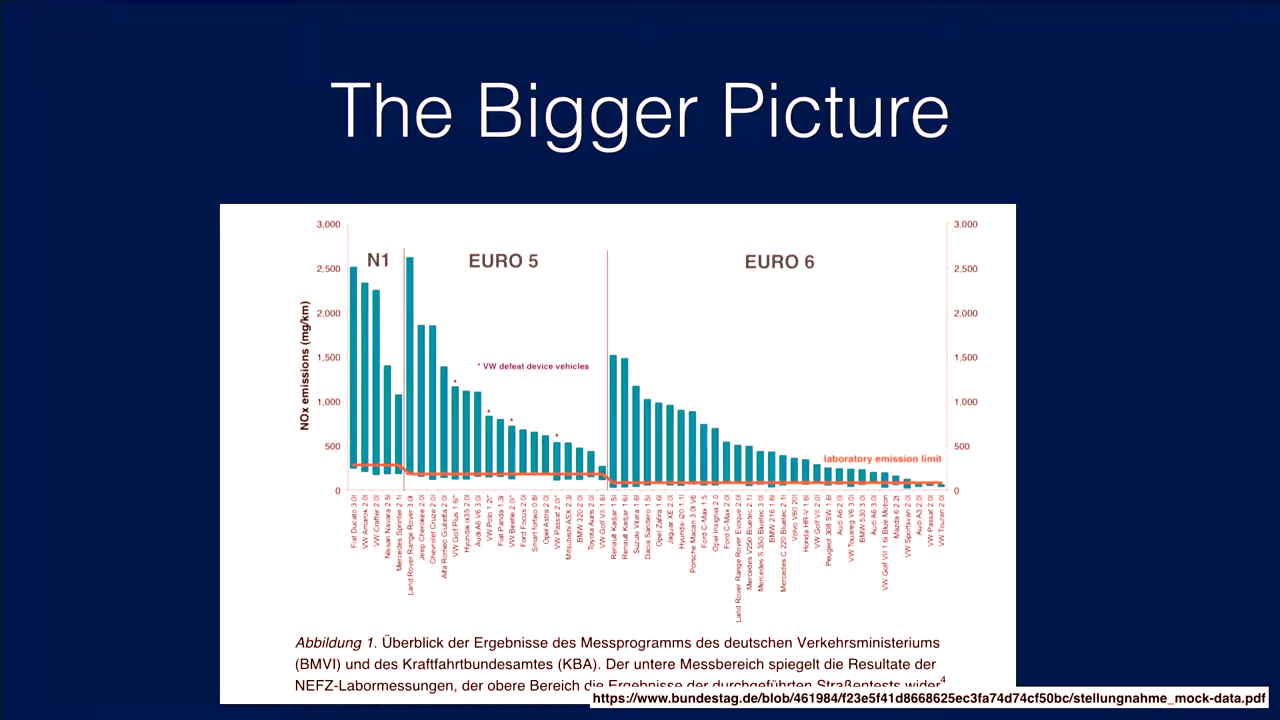 The Bigger Picture
3,000
3,000
N1
EURO 5
EURO 6
2,500
2,500
2,000
2,000
1,500
1,500
* VW defeat device vehicles
1,000
1,000
500
500
laboratory emission limit
0
0
NOx emissions (mg/km)
Fiat Ducato 3.0l
VW Amok 2.0l
VW Crafter 2.0l
Nissan Navara 2.5l
Mercedes Sprinter 2.1l
Land Rover Range Rover 3.0l
Jeep Cherokee 2.0l
Chevrolet Cruze 2.0l
Alfa Romeo Giulietta 2.0l
VW Golf Plus 1.6l*
Hyundai ix35 2.0l
Audi A6 V6 3.0l
VW Polo 1.2l*
Fiat Panda 1.3l
VW Beetle 2.0l*
Ford Focus 2.0l
Smart fortwo 0.8l
Opel Astra 2.0l
VW Passat 2.0l*
Mitsubishi ASX 2.3l
BMW 320 2.0l
Toyota Auris 2.0l
VW Golf 1.6l
Renault Kadjar 1.5l
Renault Kadjar 1.6l
Suzuki Vitara 1.6l
Dacia Sandero 1.5l
Opel Zafira 1.6l
Jaguar XE 2.0l
Hyundai i20 1.1l
Porsche Macan 3.0l V6
Ford C-Max 1.5
Opel Insignia 2.0
Ford C-Max 2.0l
Land Rover Range Rover Evoque 2.0l
Mercedes V250 Bluetec 2.1l
Mercedes S 350 Bluetec 3.0l
BMW 216 1.6l
Mercedes C 220 Bluetec 2.1l
Volvo V60 20l
Honda HR-V 1.6l
VW Golf VII 2.0l
Peugeot 308 SW 1.6l
Audi A6 2.0l
VW Touareg V6 3.0l
BMW 530 3.0l
Audi A6 3.0l
VW Golf VII 1.6l Blue Motion
Mazda 6 2.2l
VW Sportsvan 2.0l
Audi A3 2.0l
VW Passat 2.0l
VW Touran 2.0l
Abbildung 1. Überblick der Ergebnisse des Messprogramms des deutschen Verkehrsministeriums
(BMVI) und des Kraftfahrtbundesamtes (KBA). Der untere Messbereich spiegelt die Resultate der
NEFZ-Labormessungen, der obere Bereich die Ergebnisse der durchgeführten Straßentests wider4
https://www.bundestag.de/blob/461984/f23e5f41d8668625ec3fa74d74cf50bc/stellungnahme_mock-data.pdf